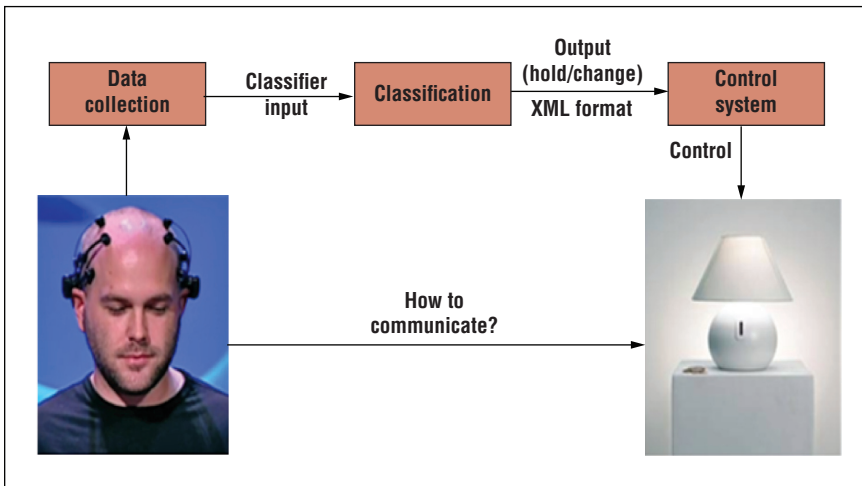 Data
collection
Classifier
input
Classification
Output
(hold/change)
XML format
Control
system
Control
How to
communicate?